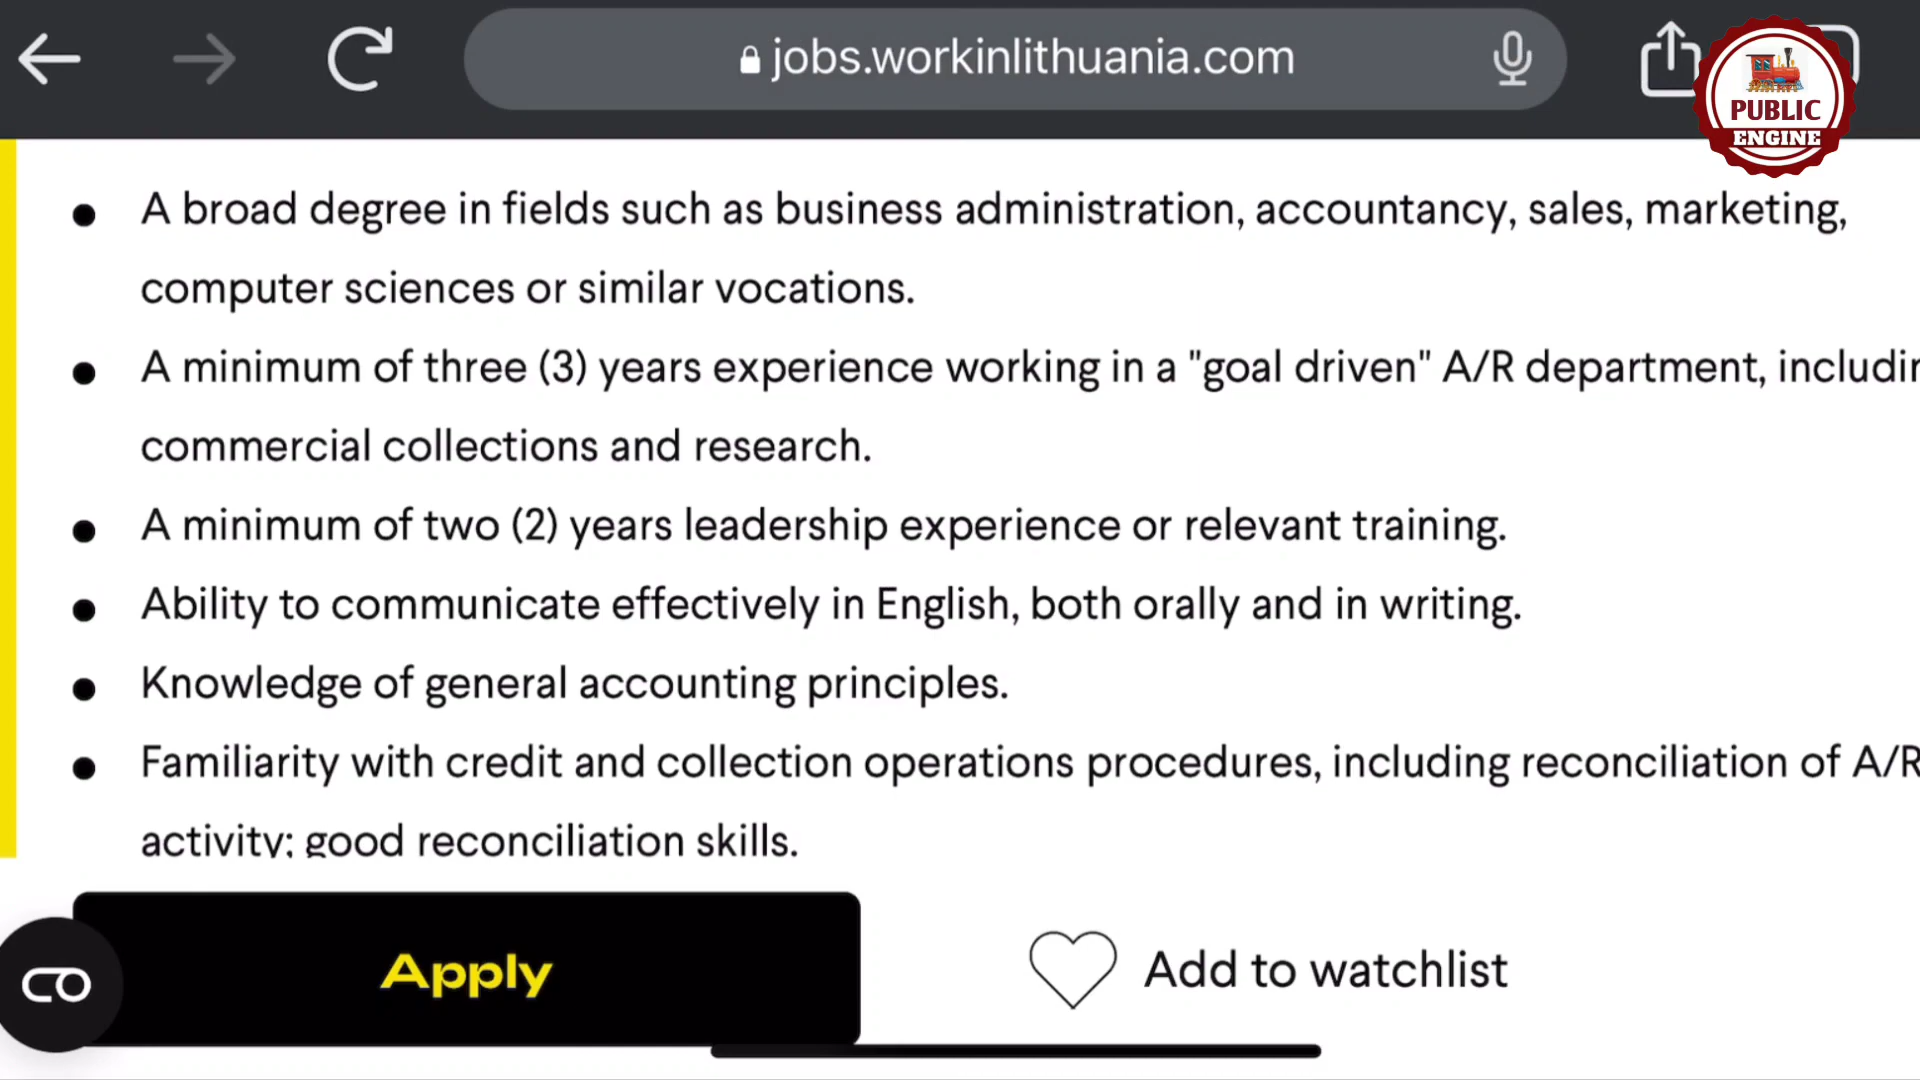 jobs.workinlithuania.com
PUBLIC
ENGINE
A broad degree in fields such as business administration, accountancy, sales, marketing,
computer sciences or similar vocations.
A minimum of three (3) years experience working in a "goal driven" A/R department,
commercial collections and research.
A minimum of two (2) years leadership experience or relevant training.
Ability to communicate effectively in English, both orally and in writing.
Knowledge of general accounting principles.
Familiarity with credit and collection operations procedures, including reconciliation of A/R
activity; good reconciliation skills.
Apply
Add to watchlist